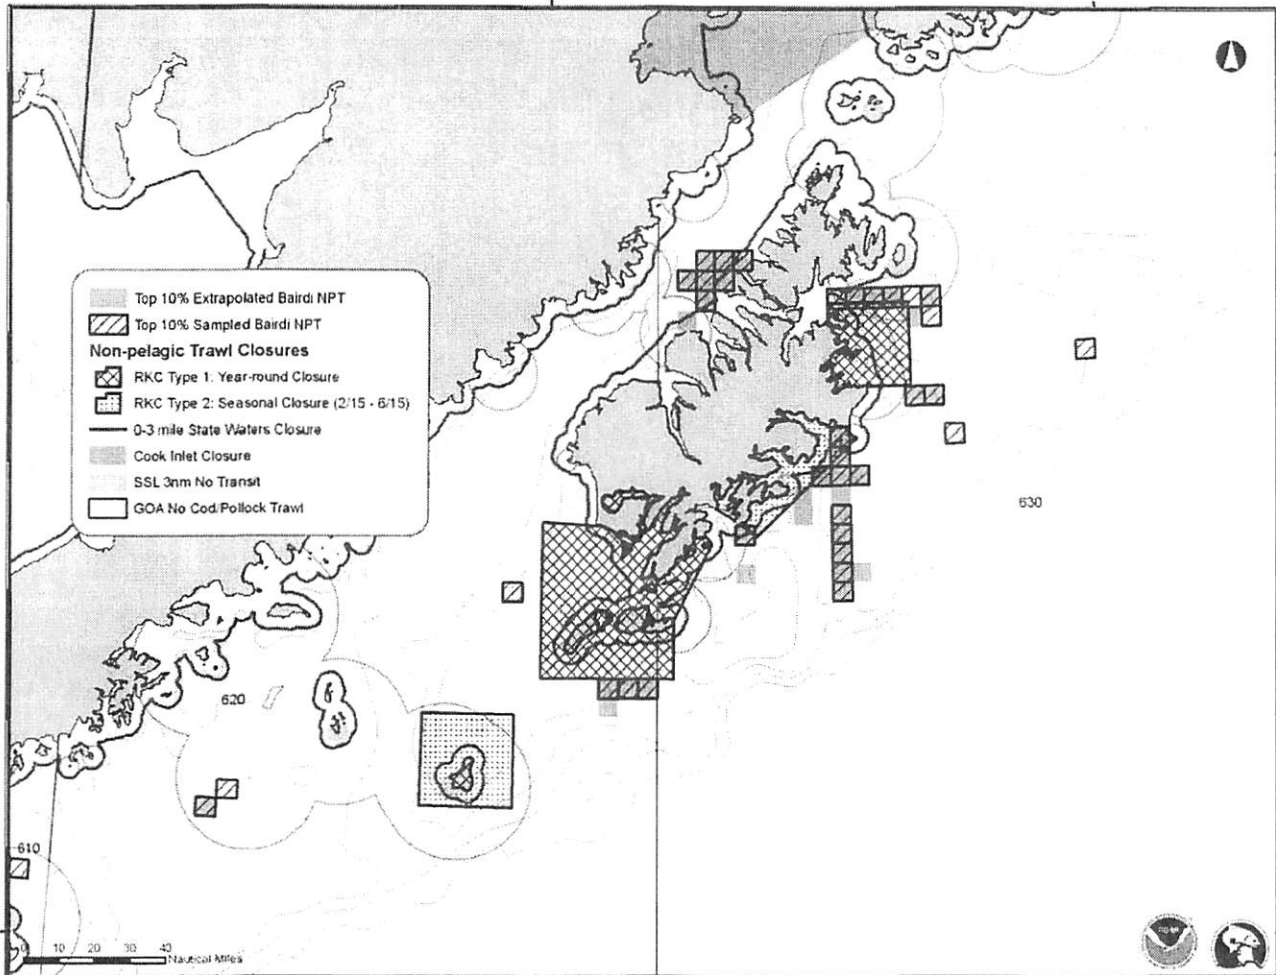 Top 10% Extrapolated Bairdi NPT
Top 10% Sampled Bairdi NPT
Non-pelagic Trawl Closures
RKC Type 1: Year-round Closure
RKC Type 2: Seasonal Closure (2/15 - 6/15)
0-3 mile State Waters Closure
Cook Inlet Closure
SSL 3nm No Transit
GOA No Cod/Pollock Trawl
630
620
610
0 10 20 30 40
Nautical Miles